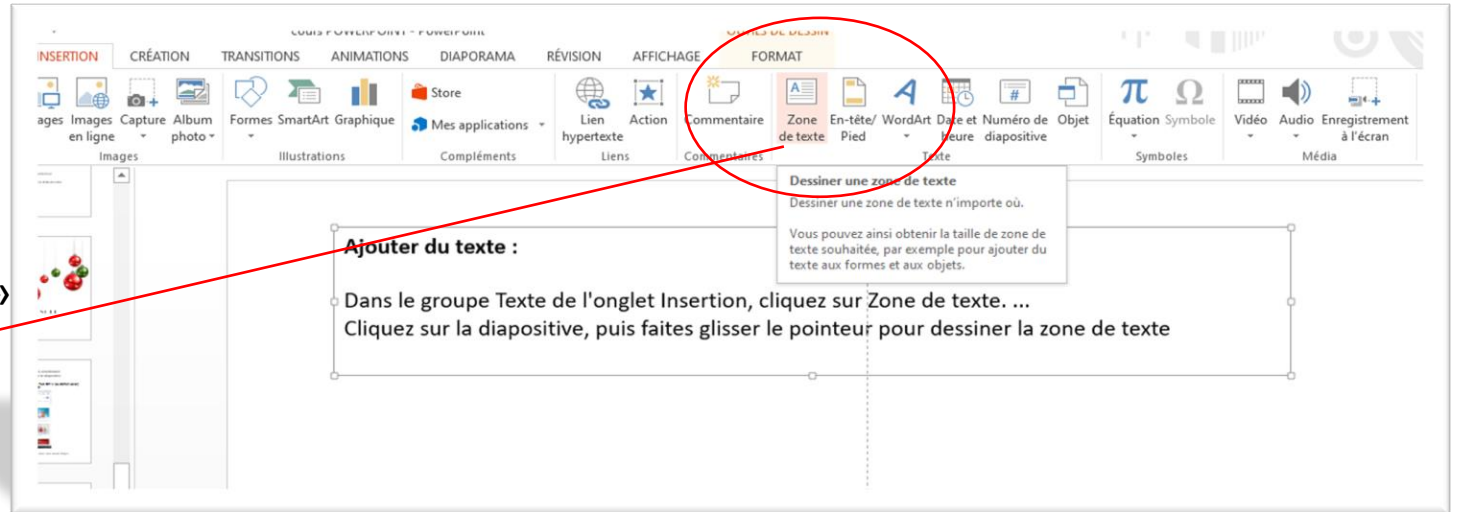 cours POWERPOINT - PowerPoint
OUTILS DE DESSIN
INSERTION CRÉATION TRANSITIONS ANIMATIONS DIAPORAMA RÉVISION AFFICHAGE FORMAT
ages Images en ligne Capture Album photo
Formes SmartArt Graphique
Store
Mes applications
Lien hypertexte Action
Commentaire
Zone de texte En-tête/ Pied WordArt Date et heure Numéro de diapositive Objet
π Équation Ω Symbole
Vidéo Audio Enregistrement à l'écran
Images Illustrations Compléments Liens Commentaires Texte Symboles Média
Dessiner une zone de texte
Dessiner une zone de texte n'importe où.
Vous pouvez ainsi obtenir la taille de zone de
texte souhaitée, par exemple pour ajouter du
texte aux formes et aux objets.
Ajouter du texte :
Dans le groupe Texte de l'onglet Insertion, cliquez sur Zone de texte. ...
Cliquez sur la diapositive, puis faites glisser le pointeur pour dessiner la zone de texte
»